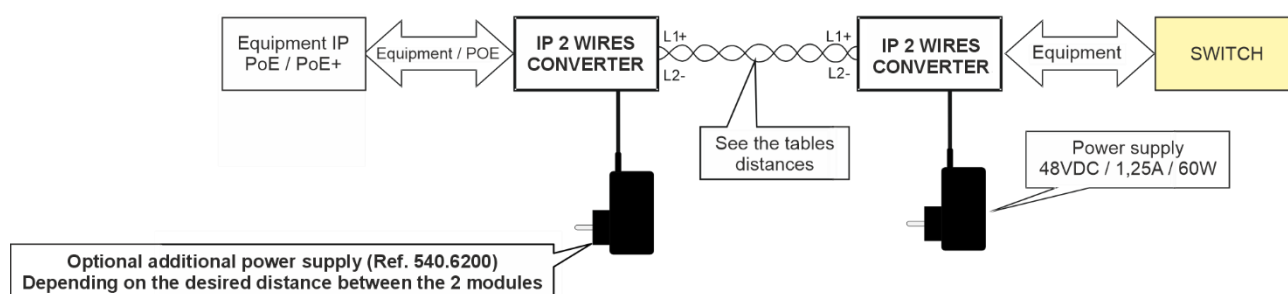 Equipment IP
PoE / PoE+
Equipment / POE
IP 2 WIRES
CONVERTER
L1+
L2-
L1+
L2-
IP 2 WIRES
CONVERTER
Equipment
SWITCH
See the tables
distances
Power supply
48VDC / 1,25A / 60W
Optional additional power supply (Ref. 540.6200)
Depending on the desired distance between the 2 modules